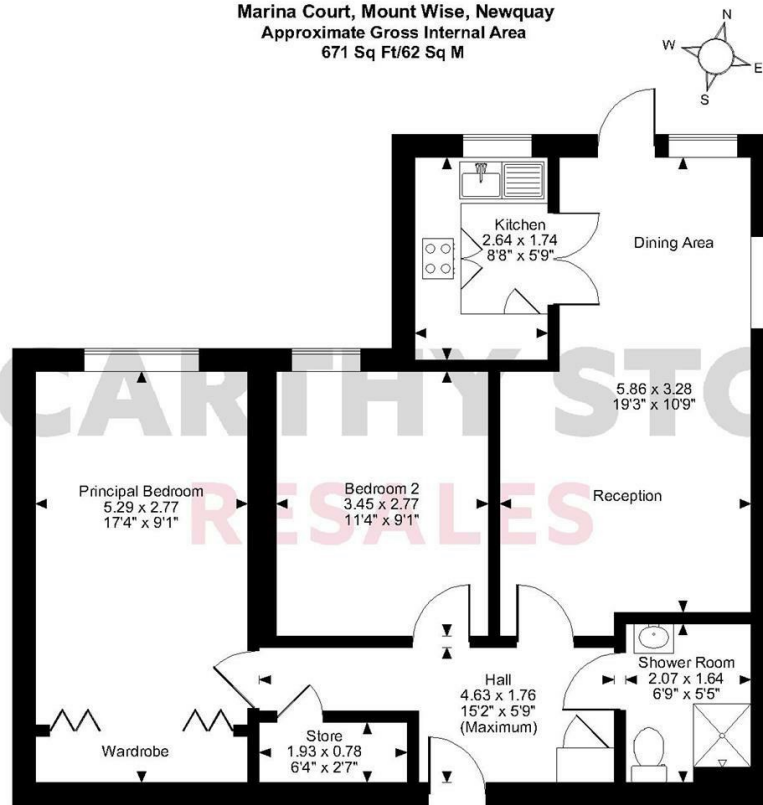 Marina Court, Mount Wise, Newquay
Approximate Gross Internal Area
671 Sq Ft/62 Sq M
N
W
E
S
Kitchen
2.64 x 1.74
8'8" x 5'9"
Dining Area
5.86 x 3.28
19'3" x 10'9"
Reception
CARTHY STO
RESALES
Principal Bedroom
5.29 x 2.77
17'4" x 9'1"
Bedroom 2
3.45 x 2.77
11'4" x 9'1"
Hall
4.63 x 1.76
15'2" x 5'9"
(Maximum)
Shower Room
2.07 x 1.64
6'9" x 5'5"
Wardrobe
Store
1.93 x 0.78
6'4" x 2'7"